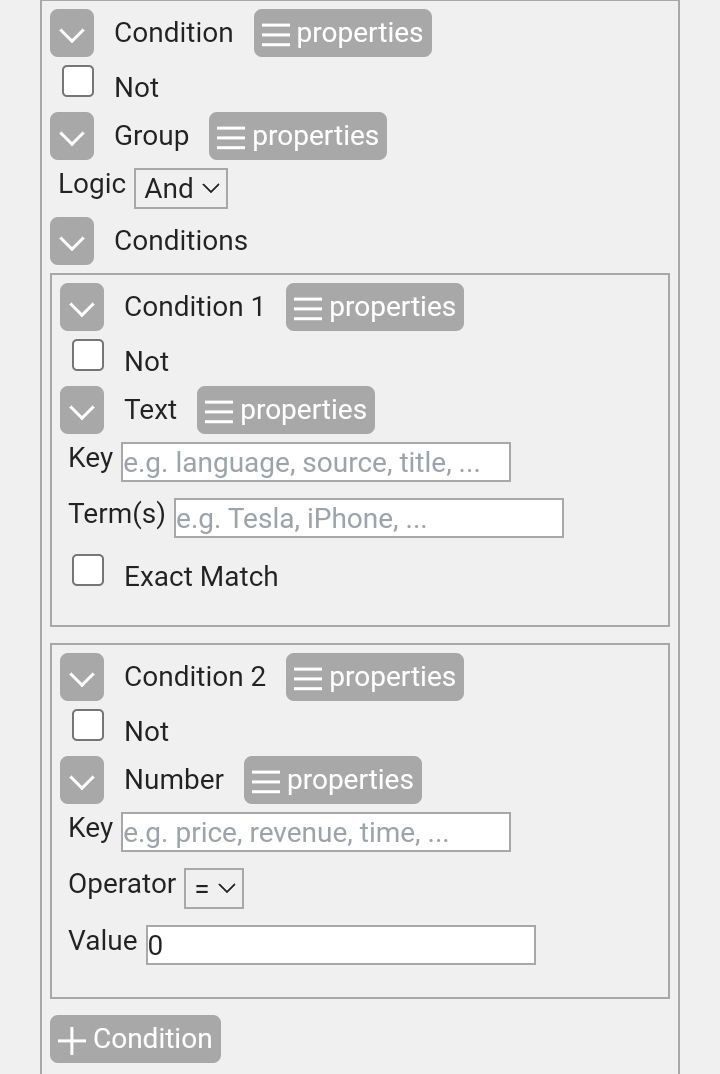 Condition properties
Not
Group properties
Logic And
Conditions
Condition 1 properties
Not
Text properties
Key e.g. language, source, title, ...
Term(s) e.g. Tesla, iPhone, ...
Exact Match
Condition 2 properties
Not
Number properties
Key e.g. price, revenue, time, ...
Operator =
Value 0
+ Condition